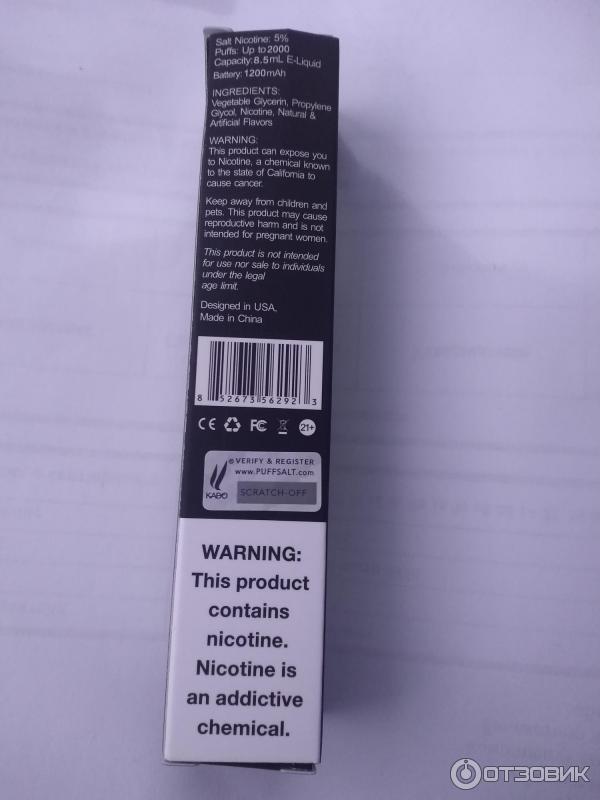 Salt Nicotine: 5%
Puffs: Up to 2000
Capacity: 8.5mL E-Liquid
Battery: 1200mAh
INGREDIENTS:
Vegetable Glycerin, Propylene
Glycol, Nicotine, Natural &
Artificial Flavors
WARNING:
This product can expose you
to Nicotine, a chemical known
to the state of California to
cause cancer.
Keep away from children and
pets. This product may cause
reproductive harm and is not
intended for pregnant women.
This product is not intended
for use nor sale to individuals
under the legal
age limit.
Designed in USA,
Made in China
8 52673 56292 3
CE FC 21+
® VERIFY & REGISTER
www.PUFFSALT.com
KABO
SCRATCH-OFF
WARNING:
This product
contains
nicotine.
Nicotine is
an addictive
chemical.
ОТЗОВИК